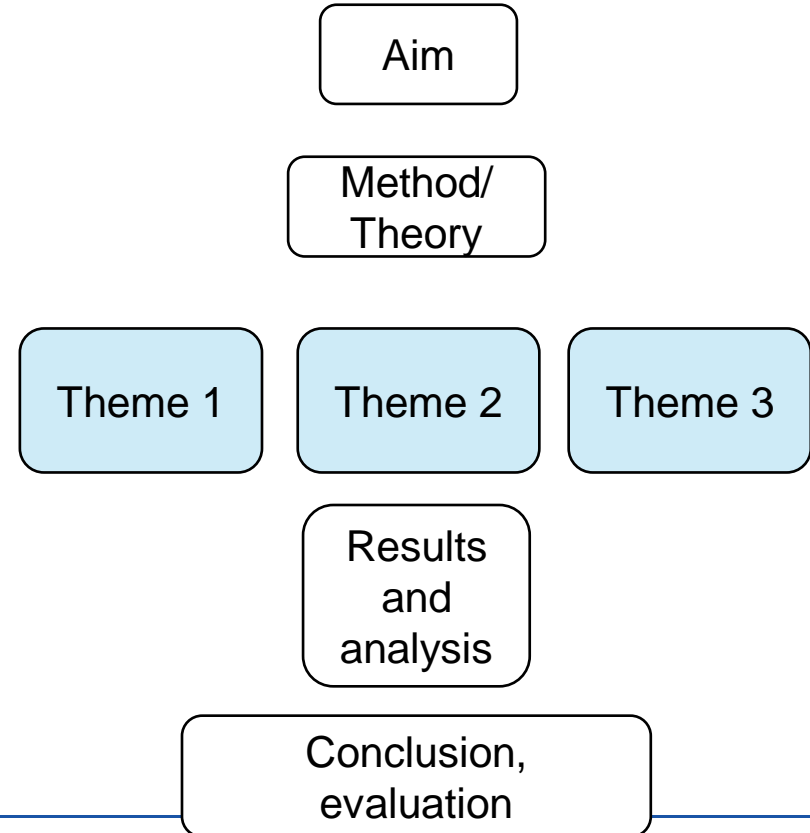 Aim
Method/
Theory
Theme 1
Theme 2
Theme 3
Results
and
analysis
Conclusion,
evaluation